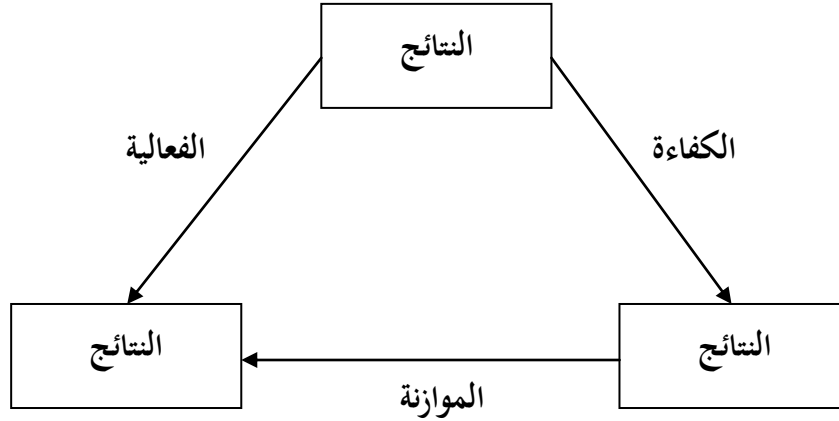 النتائج
الكفاءة
الفعالية
النتائج
النتائج
الموازنة